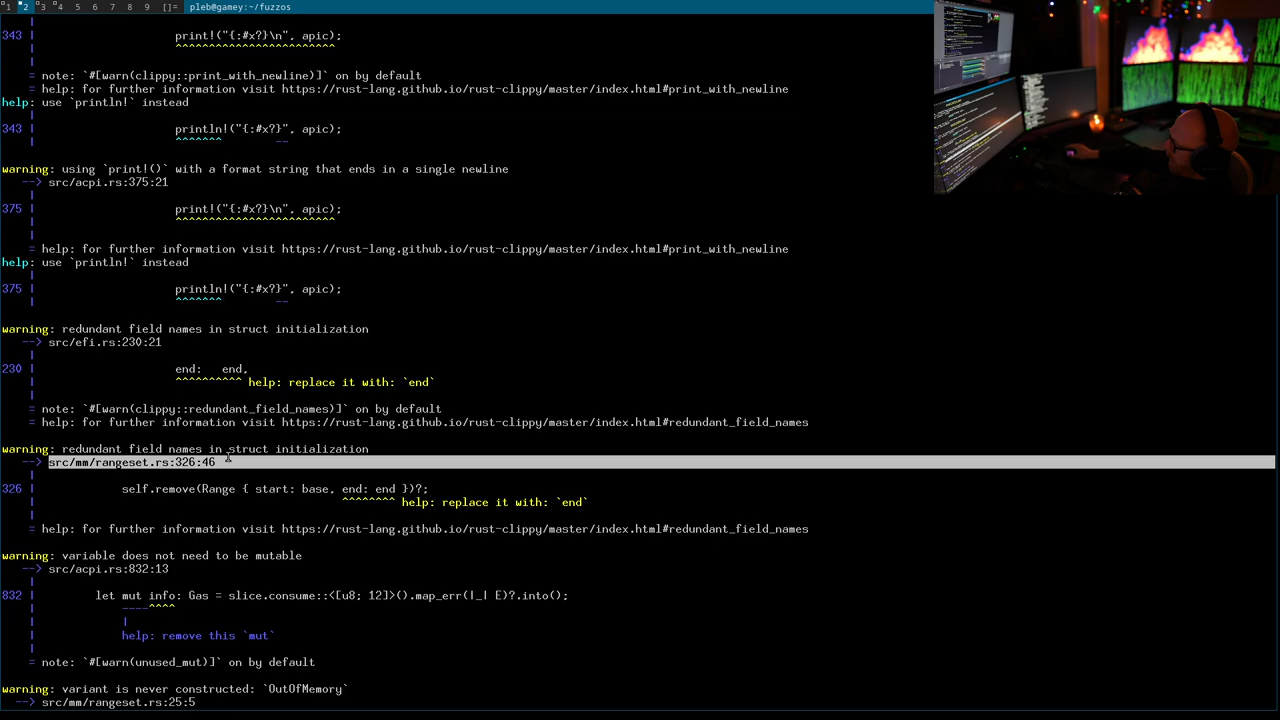 1 2 3 4 5 6 7 8 9 []= pleb@gamey:~/fuzzos
|
343 | print!("{:#x?}\n", apic);
| ^^^^^^^^^^^^^^^^^^^^^^^^
|
= note: `#[warn(clippy::print_with_newline)]` on by default
= help: for further information visit https://rust-lang.github.io/rust-clippy/master/index.html#print_with_newline
help: use `println!` instead
|
343 | println!("{:#x?}", apic);
| ^^^^^^^ --
warning: using `print!()` with a format string that ends in a single newline
--> src/acpi.rs:375:21
|
375 | print!("{:#x?}\n", apic);
| ^^^^^^^^^^^^^^^^^^^^^^^^
|
= help: for further information visit https://rust-lang.github.io/rust-clippy/master/index.html#print_with_newline
help: use `println!` instead
|
375 | println!("{:#x?}", apic);
| ^^^^^^^ --
warning: redundant field names in struct initialization
--> src/efi.rs:230:21
|
230 | end: end,
| ^^^^^^^^^^ help: replace it with: `end`
|
= note: `#[warn(clippy::redundant_field_names)]` on by default
= help: for further information visit https://rust-lang.github.io/rust-clippy/master/index.html#redundant_field_names
warning: redundant field names in struct initialization
--> src/mm/rangeset.rs:326:46
|
326 | self.remove(Range { start: base, end: end })?;
| ^^^^^^^^ help: replace it with: `end`
|
= help: for further information visit https://rust-lang.github.io/rust-clippy/master/index.html#redundant_field_names
warning: variable does not need to be mutable
--> src/acpi.rs:832:13
|
832 | let mut info: Gas = slice.consume::<[u8; 12]>().map_err(|_| E)?.into();
| ----^^^^
| |
| help: remove this `mut`
|
= note: `#[warn(unused_mut)]` on by default
warning: variant is never constructed: `OutOfMemory`
--> src/mm/rangeset.rs:25:5